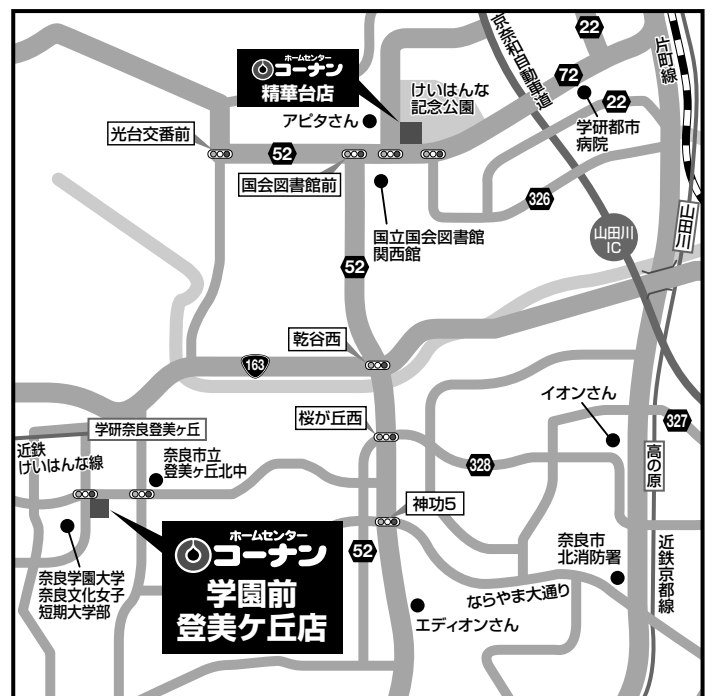 22
京奈和自動車道
片町線
72
22
ホームセンター
コーナン
精華台店
けいはんな
記念公園
アピタさん
学研都市
病院
光台交番前
52
国会図書館前
326
国立国会図書館
関西館
山田川
IC
山田川
52
乾谷西
163
イオンさん
桜が丘西
327
学研奈良登美ヶ丘
近鉄
けいはんな線
奈良市立
登美ヶ丘北中
328
高の原
神功5
ホームセンター
コーナン
学園前
登美ケ丘店
52
奈良市
北消防署
近鉄京都線
奈良学園大学
奈良文化女子
短期大学部
ならやま大通り
エディオンさん